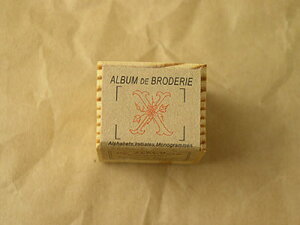 ALBUM DE BRODERIE
X
Alphabets, Initiales, Monogrammes